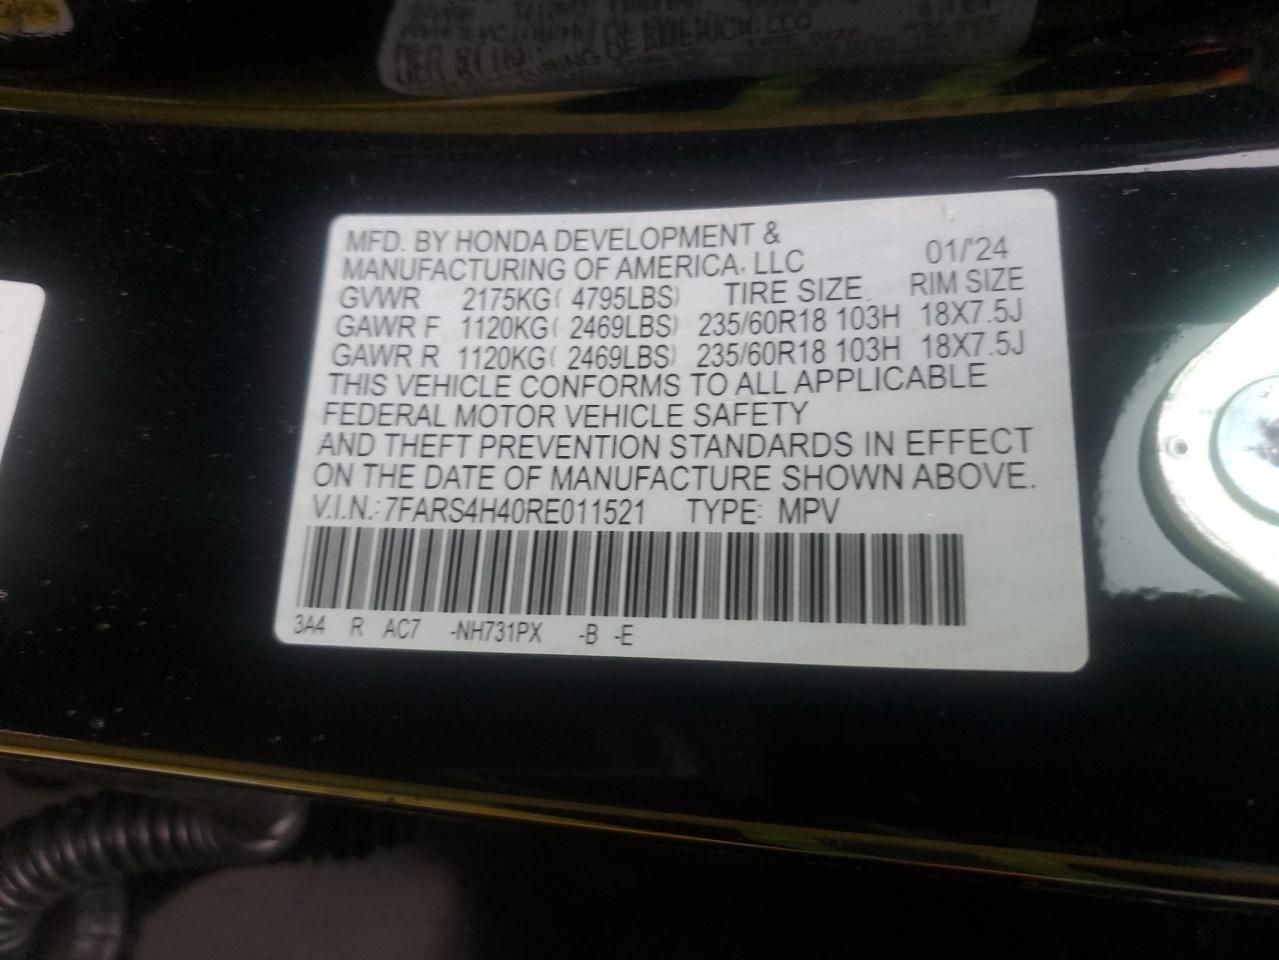 MFD. BY HONDA DEVELOPMENT &
MANUFACTURING OF AMERICA, LLC 01/'24
GVWR 2175KG( 4795LBS) TIRE SIZE RIM SIZE
GAWR F 1120KG( 2469LBS) 235/60R18 103H 18X7.5J
GAWR R 1120KG( 2469LBS) 235/60R18 103H 18X7.5J
THIS VEHICLE CONFORMS TO ALL APPLICABLE
FEDERAL MOTOR VEHICLE SAFETY
AND THEFT PREVENTION STANDARDS IN EFFECT
ON THE DATE OF MANUFACTURE SHOWN ABOVE.
V.I.N.: 7FARS4H40RE011521 TYPE: MPV
3A4 R AC7 -NH731PX -B -E